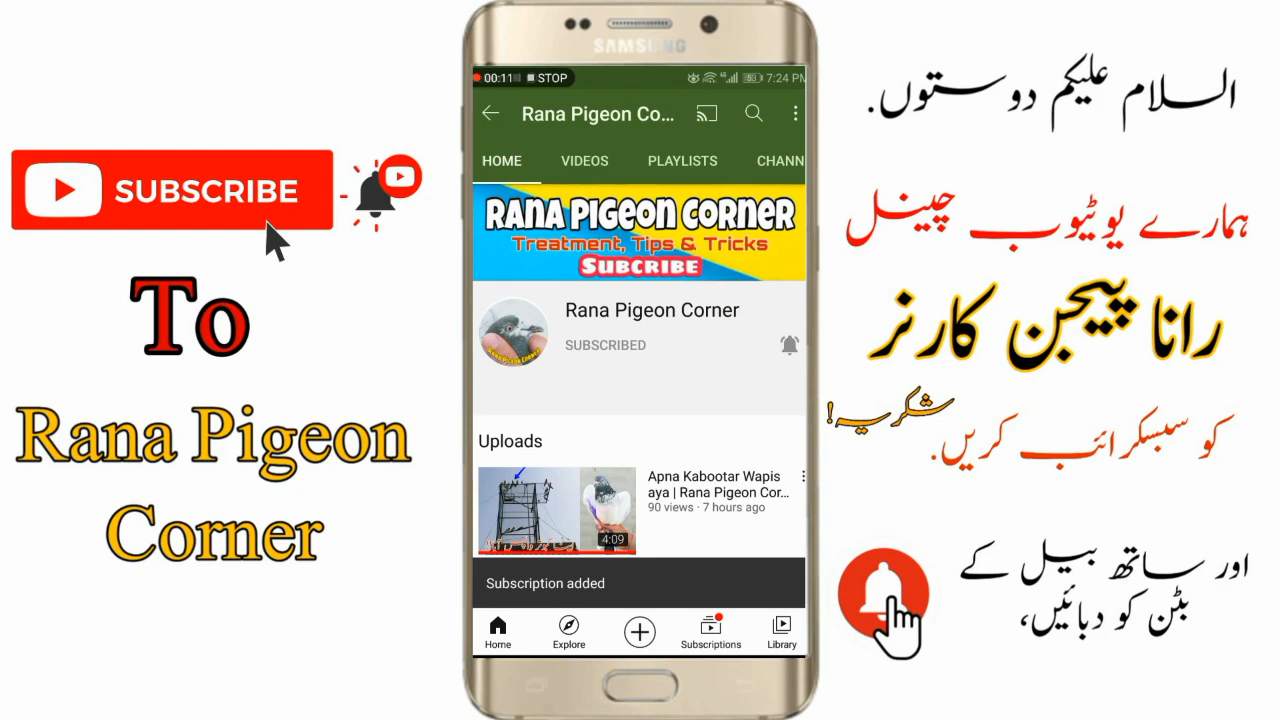 SUBSCRIBE
To
Rana Pigeon
Corner
SAMSUNG
00:11 STOP
7:24 PM
Rana Pigeon Co...
HOME VIDEOS PLAYLISTS CHANN
RANA PIGEON CORNER
Treatment, Tips & Tricks
SUBCRIBE
Rana Pigeon Corner
SUBSCRIBED
Uploads
Apna Kabootar Wapis
aya | Rana Pigeon Cor...
90 views · 7 hours ago
4:09
Subscription added
Home Explore Subscriptions Library
السلام علیکم دوستوں.
ہمارے یوٹیوب چینل
رانا پیجن کارنر
کو سبسکرائب کریں.
شکریہ!
اور ساتھ بیل کے
بٹن کو دبائیں،